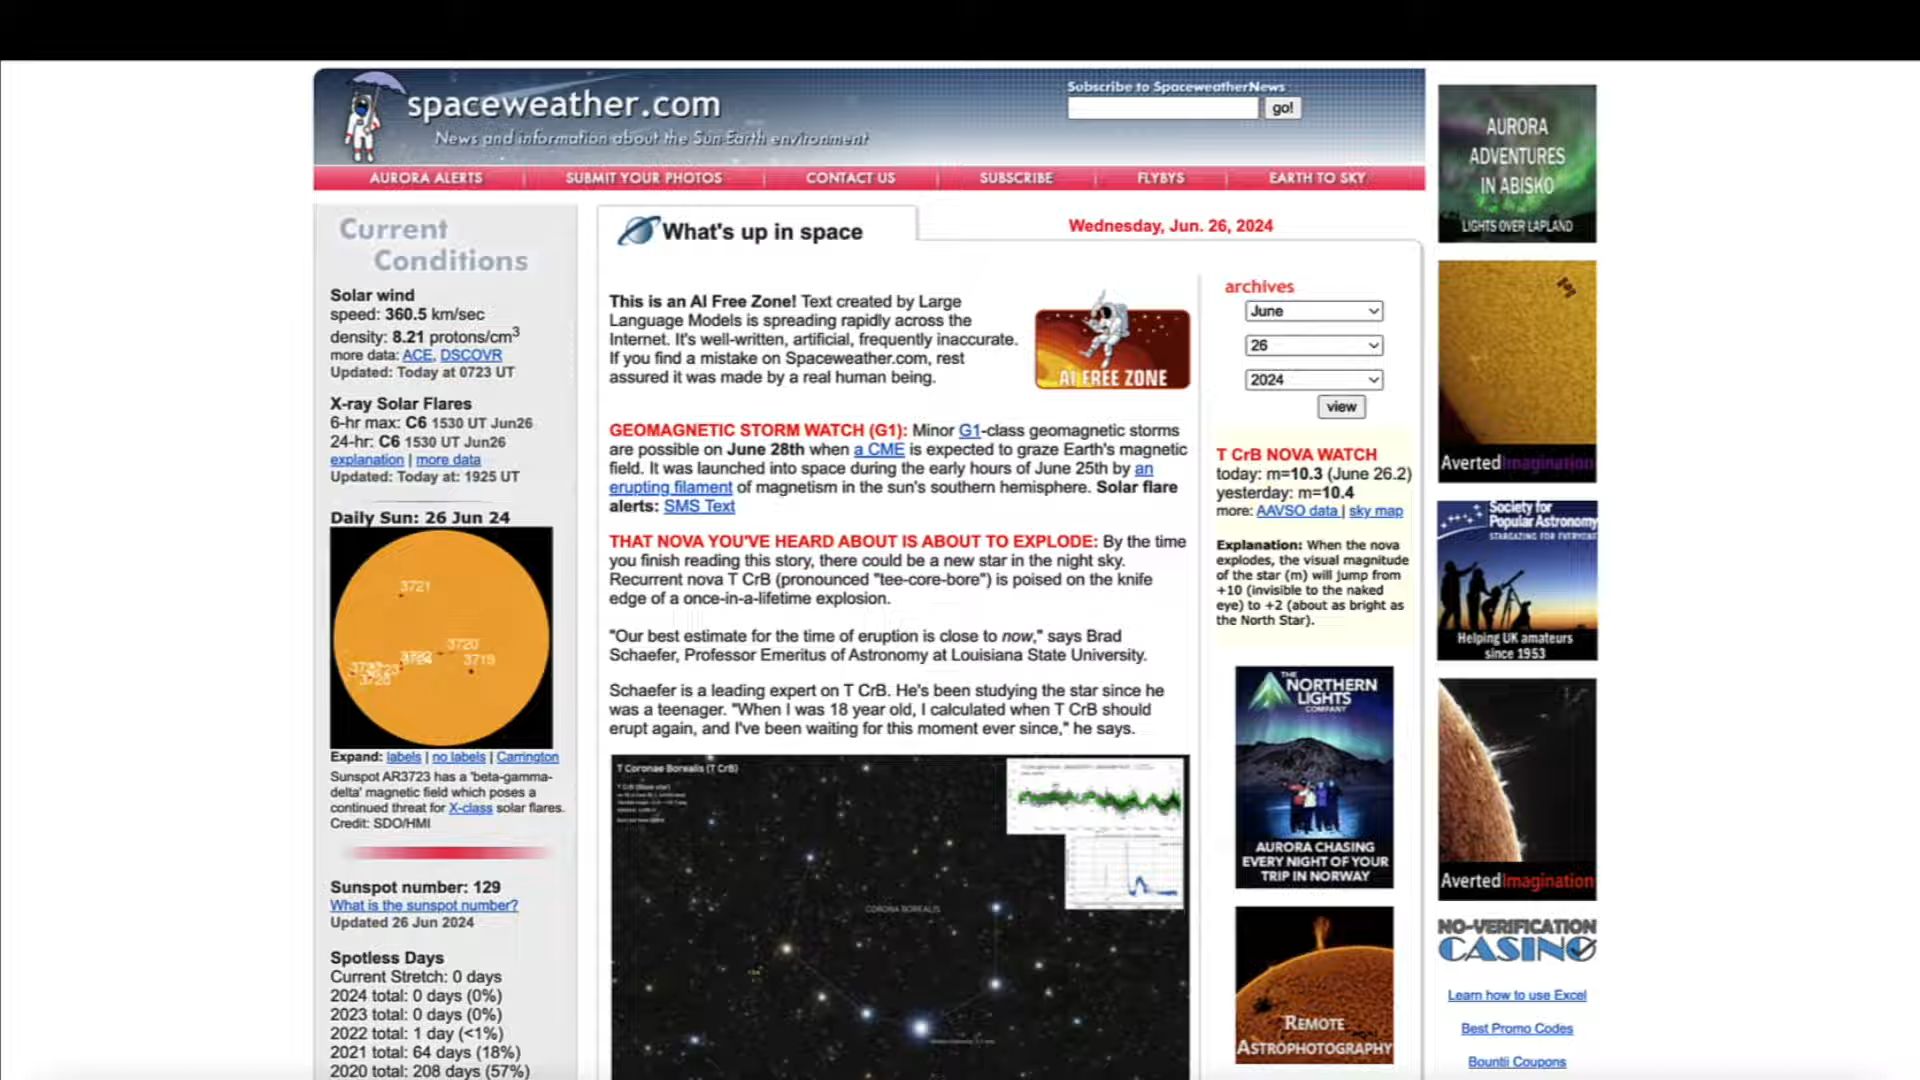 spaceweather.com
News and information about the Sun-Earth environment
Subscribe to SpaceweatherNews
go!
AURORA ALERTS | SUBMIT YOUR PHOTOS | CONTACT US | SUBSCRIBE | FLYBYS | EARTH TO SKY
Current
Conditions
Solar wind
speed: 360.5 km/sec
density: 8.21 protons/cm3
more data: ACE, DSCOVR
Updated: Today at 0723 UT
X-ray Solar Flares
6-hr max: C6 1530 UT Jun26
24-hr: C6 1530 UT Jun26
explanation | more data
Updated: Today at: 1925 UT
Daily Sun: 26 Jun 24
3721
3720
3719
Expand: labels | no labels | Carrington
Sunspot AR3723 has a 'beta-gamma-
delta' magnetic field which poses a
continued threat for X-class solar flares.
Credit: SDO/HMI
Sunspot number: 129
What is the sunspot number?
Updated 26 Jun 2024
Spotless Days
Current Stretch: 0 days
2024 total: 0 days (0%)
2023 total: 0 days (0%)
2022 total: 1 day (<1%)
2021 total: 64 days (18%)
2020 total: 208 days (57%)
What's up in space
Wednesday, Jun. 26, 2024
This is an AI Free Zone! Text created by Large
Language Models is spreading rapidly across the
Internet. It's well-written, artificial, frequently inaccurate.
If you find a mistake on Spaceweather.com, rest
assured it was made by a real human being.
AI FREE ZONE
GEOMAGNETIC STORM WATCH (G1): Minor G1-class geomagnetic storms
are possible on June 28th when a CME is expected to graze Earth's magnetic
field. It was launched into space during the early hours of June 25th by an
erupting filament of magnetism in the sun's southern hemisphere. Solar flare
alerts: SMS Text
THAT NOVA YOU'VE HEARD ABOUT IS ABOUT TO EXPLODE: By the time
you finish reading this story, there could be a new star in the night sky.
Recurrent nova T CrB (pronounced "tee-core-bore") is poised on the knife
edge of a once-in-a-lifetime explosion.
"Our best estimate for the time of eruption is close to now," says Brad
Schaefer, Professor Emeritus of Astronomy at Louisiana State University.
Schaefer is a leading expert on T CrB. He's been studying the star since he
was a teenager. "When I was 18 year old, I calculated when T CrB should
erupt again, and I've been waiting for this moment ever since," he says.
T Coronae Borealis (T CrB)
CORONA BOREALIS
archives
June
26
2024
view
T CrB NOVA WATCH
today: m=10.3 (June 26.2)
yesterday: m=10.4
more: AAVSO data | sky map
Explanation: When the nova
explodes, the visual magnitude
of the star (m) will jump from
+10 (invisible to the naked
eye) to +2 (about as bright as
the North Star).
THE
NORTHERN
LIGHTS
COMPANY
AURORA CHASING
EVERY NIGHT OF YOUR
TRIP IN NORWAY
REMOTE
ASTROPHOTOGRAPHY
AURORA
ADVENTURES
IN ABISKO
LIGHTS OVER LAPLAND
AvertedImagination
Society for
Popular Astronomy
STARGAZING FOR EVERYONE
Helping UK amateurs
since 1953
AvertedImagination
NO-VERIFICATION
CASINO
Learn how to use Excel
Best Promo Codes
Bountii Coupons